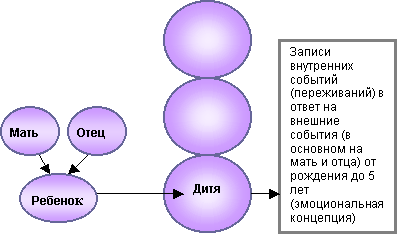 Мать
Отец
Ребенок
Дитя
Записи
внутренних
событий
(переживаний) в
ответ на
внешние
события (в
основном на
мать и отца) от
рождения до 5
лет
(эмоциональная
концепция)